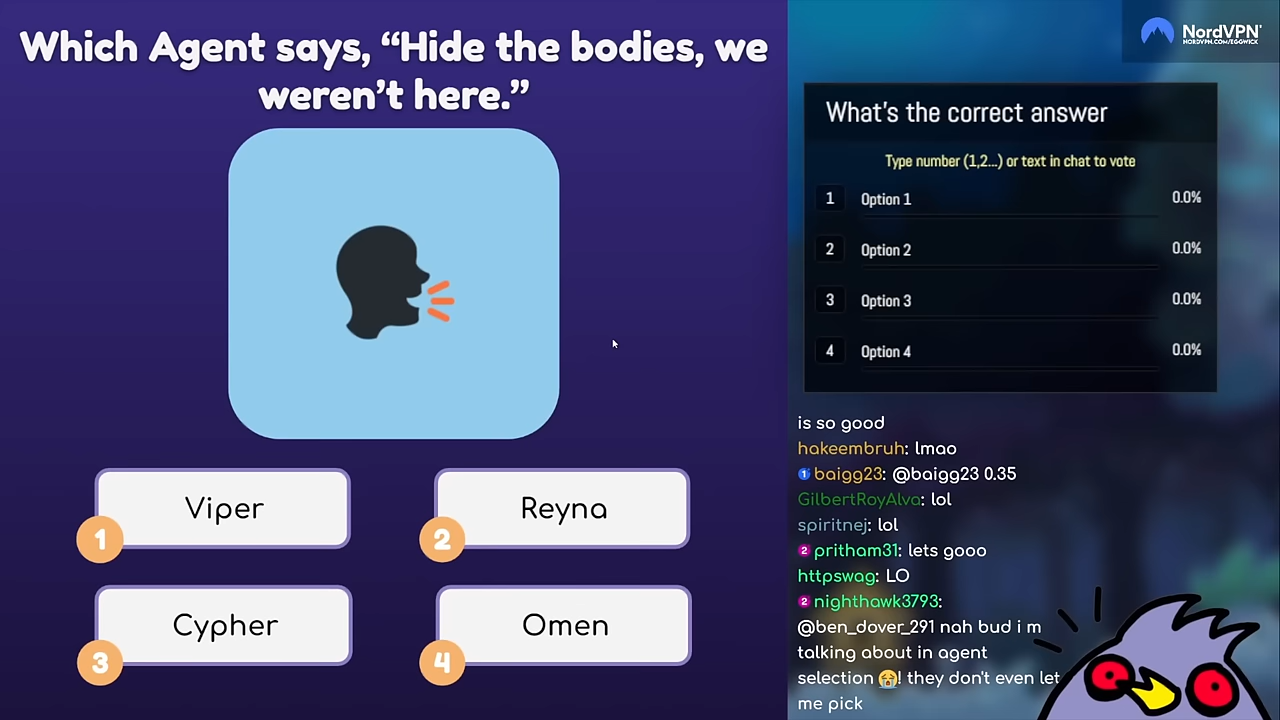 Which Agent says, “Hide the bodies, we
weren’t here.”
Viper
1
Reyna
2
Cypher
3
Omen
4
NordVPN®
NORDVPN.COM/EGGWICK
What's the correct answer
Type number (1,2...) or text in chat to vote
1 Option 1 0.0%
2 Option 2 0.0%
3 Option 3 0.0%
4 Option 4 0.0%
is so good
hakeembruh: lmao
1 baigg23: @baigg23 0.35
GilbertRoyAlva: lol
spiritnej: lol
2 pritham31: lets gooo
httpswag: LO
2 nighthawk3793:
@ben_dover_291 nah bud i m
talking about in agent
selection 😭! they don't even let
me pick